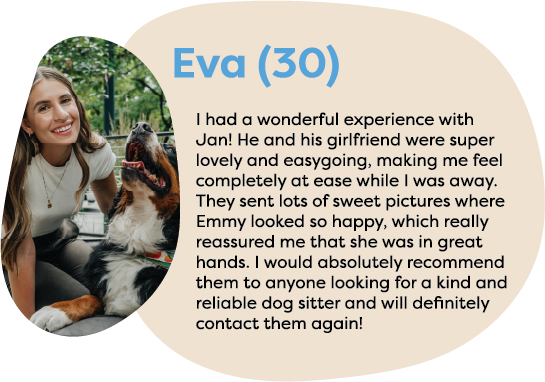 Eva (30)
I had a wonderful experience with
Jan! He and his girlfriend were super
lovely and easygoing, making me feel
completely at ease while I was away.
They sent lots of sweet pictures where
Emmy looked so happy, which really
reassured me that she was in great
hands. I would absolutely recommend
them to anyone looking for a kind and
reliable dog sitter and will definitely
contact them again!